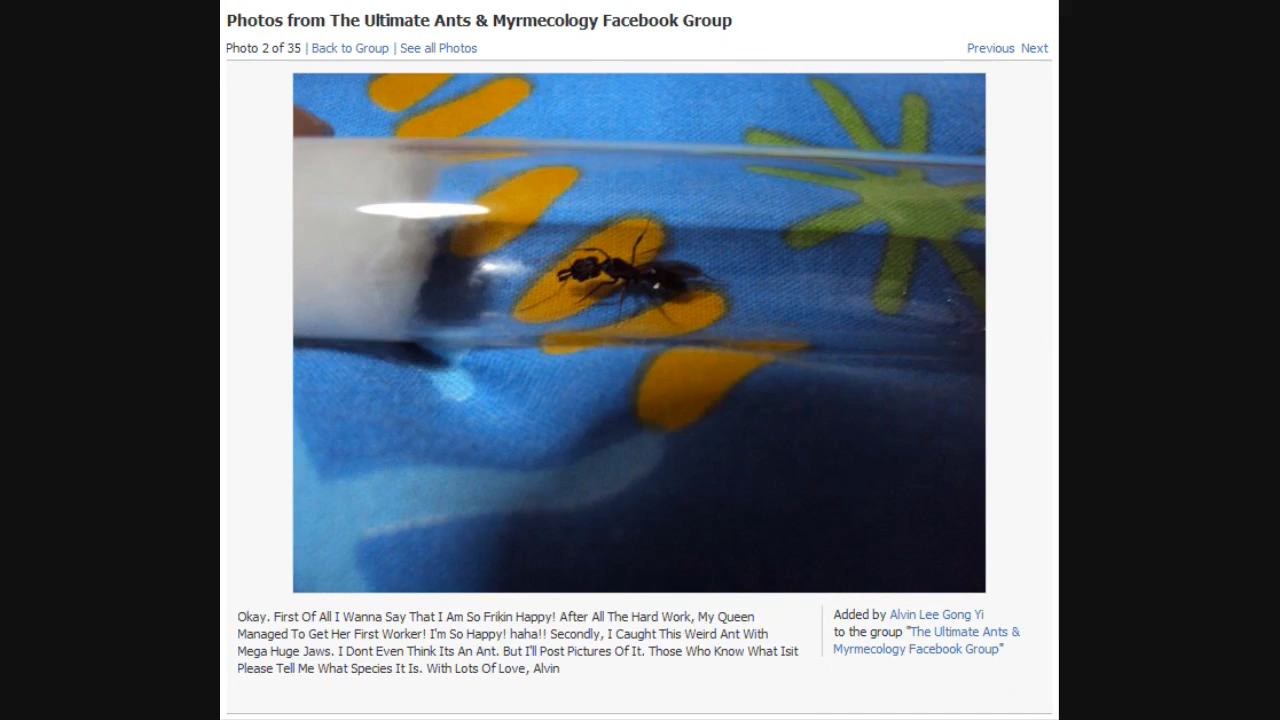 Photos from The Ultimate Ants & Myrmecology Facebook Group
Photo 2 of 35 | Back to Group | See all Photos
Previous Next
Okay. First Of All I Wanna Say That I Am So Frikin Happy! After All The Hard Work, My Queen
Managed To Get Her First Worker! I'm So Happy! haha!! Secondly, I Caught This Weird Ant With
Mega Huge Jaws. I Dont Even Think Its An Ant. But I'll Post Pictures Of It. Those Who Know What Isit
Please Tell Me What Species It Is. With Lots Of Love, Alvin
Added by Alvin Lee Gong Yi
to the group "The Ultimate Ants &
Myrmecology Facebook Group"